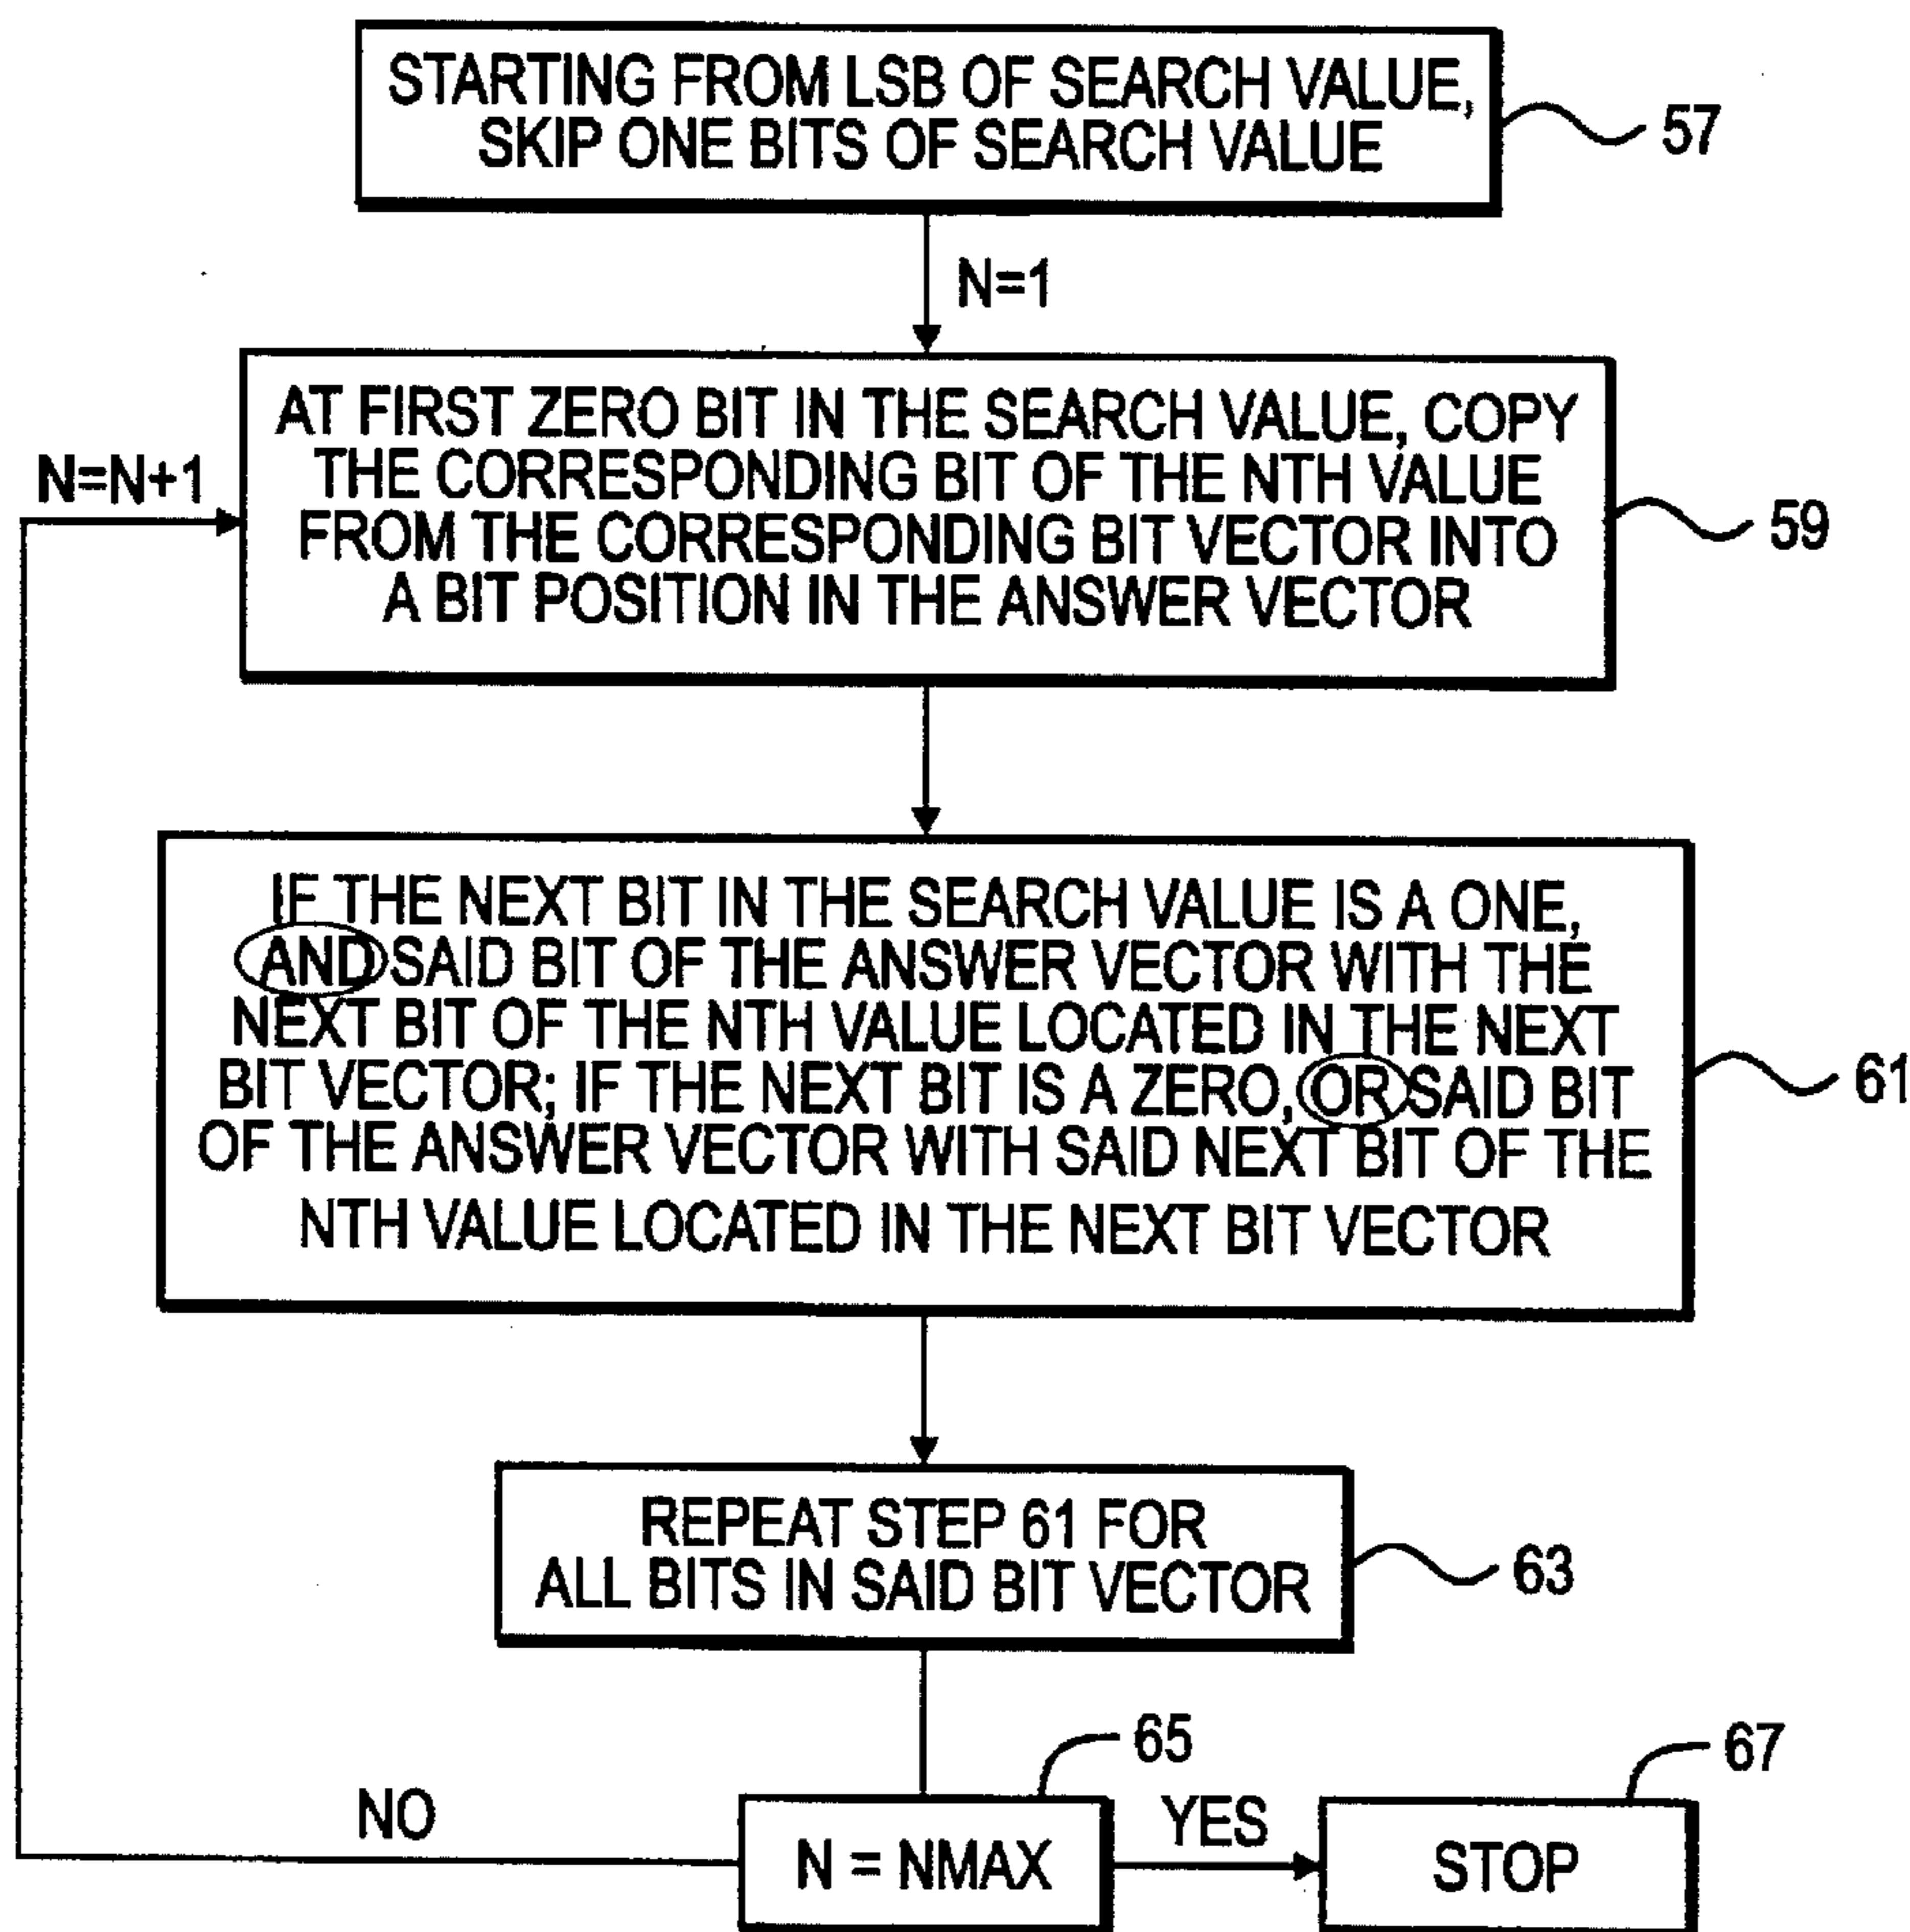 STARTING FROM LSB OF SEARCH VALUE,
SKIP ONE BITS OF SEARCH VALUE
57
N=1
AT FIRST ZERO BIT IN THE SEARCH VALUE, COPY
THE CORRESPONDING BIT OF THE NTH VALUE
FROM THE CORRESPONDING BIT VECTOR INTO
A BIT POSITION IN THE ANSWER VECTOR
N=N+1
59
IF THE NEXT BIT IN THE SEARCH VALUE IS A ONE,
AND SAID BIT OF THE ANSWER VECTOR WITH THE
NEXT BIT OF THE NTH VALUE LOCATED IN THE NEXT
BIT VECTOR; IF THE NEXT BIT IS A ZERO, OR SAID BIT
OF THE ANSWER VECTOR WITH SAID NEXT BIT OF THE
NTH VALUE LOCATED IN THE NEXT BIT VECTOR
61
REPEAT STEP 61 FOR
ALL BITS IN SAID BIT VECTOR
63
65
67
NO
N = NMAX
YES
STOP